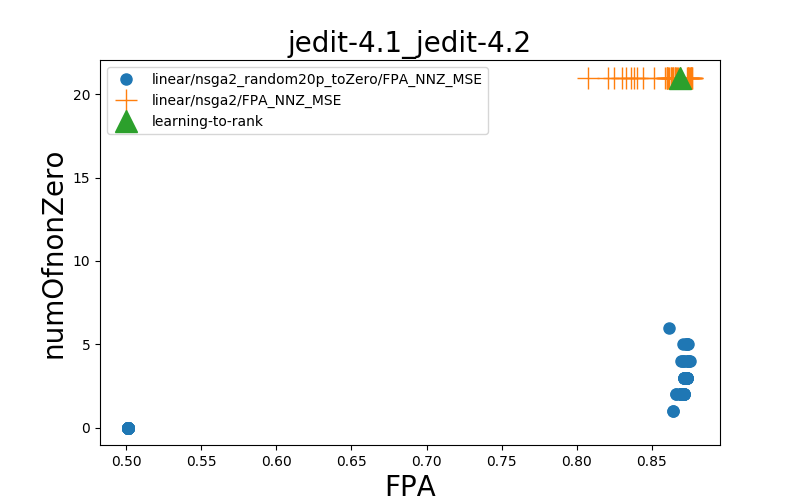 jedit-4.1_jedit-4.2
linear/nsga2_random20p_toZero/FPA_NNZ_MSE
linear/nsga2/FPA_NNZ_MSE
learning-to-rank
numOfnonZero
20
15
10
5
0
0.50 0.55 0.60 0.65 0.70 0.75 0.80 0.85
FPA